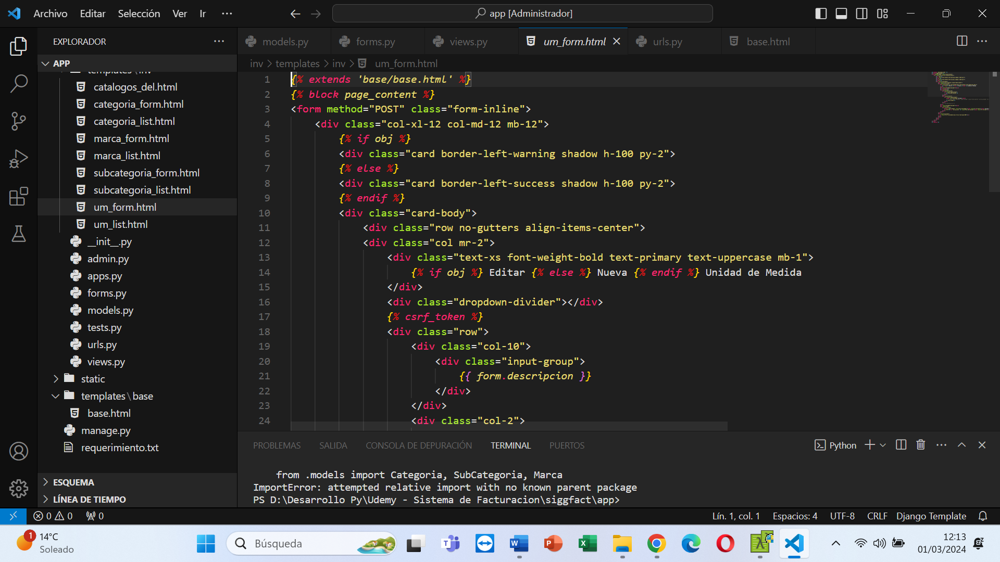 Archivo Editar Selección Ver Ir ···
app [Administrador]
EXPLORADOR
models.py forms.py views.py um_form.html urls.py base.html
APP
inv > templates > inv > um_form.html
templates\inv
catalogos_del.html
categoria_form.html
categoria_list.html
marca_form.html
marca_list.html
subcategoria_form.html
subcategoria_list.html
um_form.html
um_list.html
__init__.py
admin.py
apps.py
forms.py
models.py
tests.py
urls.py
views.py
static
templates\base
base.html
manage.py
requerimiento.txt
ESQUEMA
LÍNEA DE TIEMPO
1 {% extends 'base/base.html' %}
2 {% block page_content %}
3 <form method="POST" class="form-inline">
4 <div class="col-xl-12 col-md-12 mb-12">
5 {% if obj %}
6 <div class="card border-left-warning shadow h-100 py-2">
7 {% else %}
8 <div class="card border-left-success shadow h-100 py-2">
9 {% endif %}
10 <div class="card-body">
11 <div class="row no-gutters align-items-center">
12 <div class="col mr-2">
13 <div class="text-xs font-weight-bold text-primary text-uppercase mb-1">
14 {% if obj %} Editar {% else %} Nueva {% endif %} Unidad de Medida
15 </div>
16 <div class="dropdown-divider"></div>
17 {% csrf_token %}
18 <div class="row">
19 <div class="col-10">
20 <div class="input-group">
21 {{ form.descripcion }}
22 </div>
23 </div>
24 <div class="col-2">
PROBLEMAS SALIDA CONSOLA DE DEPURACIÓN TERMINAL PUERTOS
Python
from .models import Categoria, SubCategoria, Marca
ImportError: attempted relative import with no known parent package
PS D:\Desarrollo Py\Udemy - Sistema de Facturacion\siggfact\app>
0 0 0
Lín. 1, col. 1 Espacios: 4 UTF-8 CRLF Django Template
1
14°C
Soleado
Búsqueda
12:13
01/03/2024